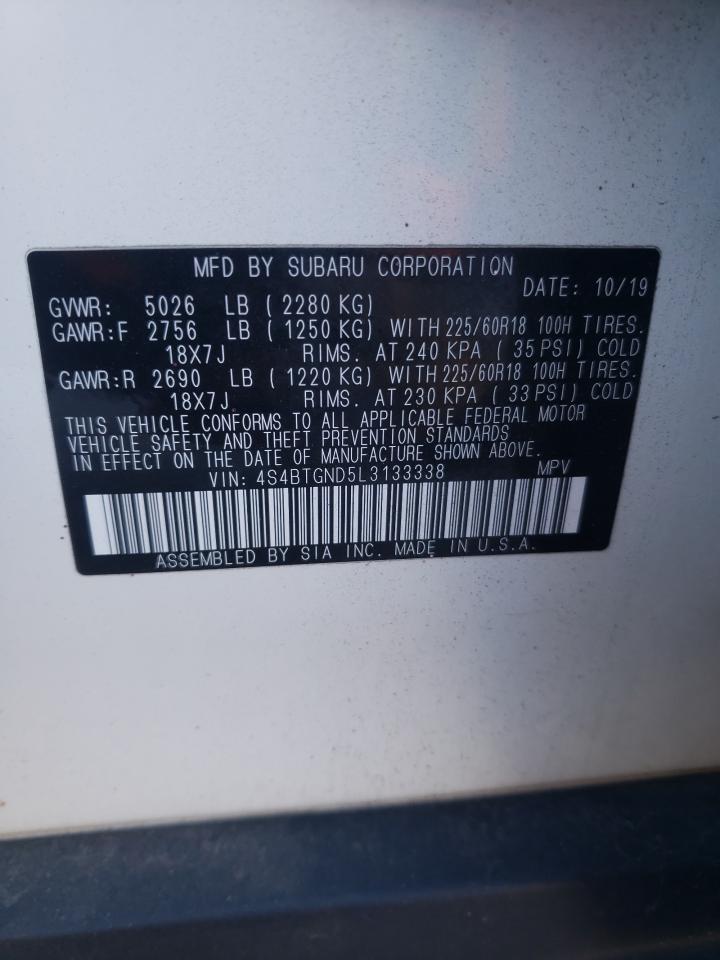 MFD BY SUBARU CORPORATION
DATE: 10/19
GVWR: 5026 LB ( 2280 KG)
GAWR:F 2756 LB ( 1250 KG) WITH 225/60R18 100H TIRES.
18X7J RIMS. AT 240 KPA ( 35 PSI) COLD
GAWR:R 2690 LB ( 1220 KG) WITH 225/60R18 100H TIRES.
18X7J RIMS. AT 230 KPA ( 33 PSI) COLD
THIS VEHICLE CONFORMS TO ALL APPLICABLE FEDERAL MOTOR
VEHICLE SAFETY AND THEFT PREVENTION STANDARDS
IN EFFECT ON THE DATE OF MANUFACTURE SHOWN ABOVE.
VIN: 4S4BTGND5L3133338 MPV
ASSEMBLED BY SIA INC. MADE IN U.S.A.